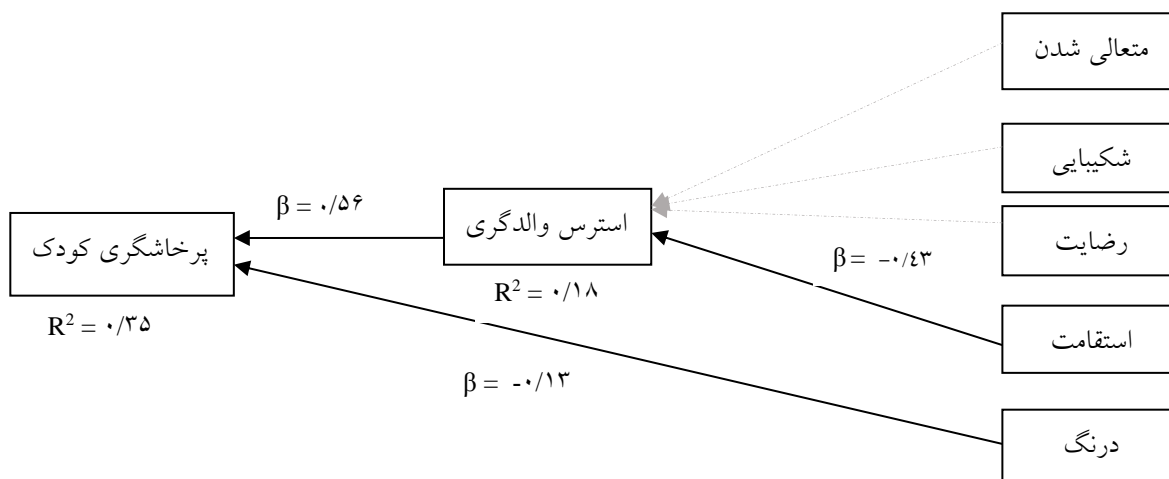 متعالی شدن
شکیبایی
رضایت
استقامت
درنگ
β = -۰/٤٣
استرس والدگری
R² = ۰/۱۸
β = ۰/۵۶
β = -۰/۱۳
پرخاشگری کودک
R² = ۰/۳۵